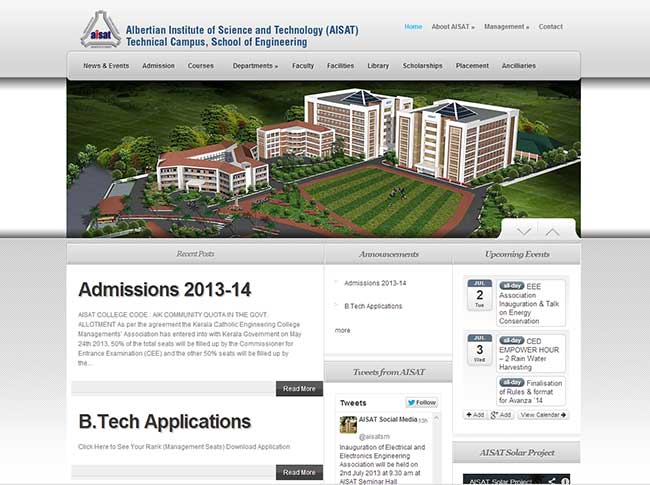 aisat
Albertian Institute of Science and Technology (AISAT)
Technical Campus, School of Engineering
Home About AISAT » Management » Contact
News & Events Admission Courses Departments » Faculty Facilities Library Scholarships Placement Ancilliaries
Recent Posts
Admissions 2013-14
AISAT COLLEGE CODE : AIK COMMUNITY QUOTA IN THE GOVT.
ALLOTMENT As per the agreement the Kerala Catholic Engineering College
Managements' Association has entered into with Kerala Government on May
24th 2013, 50% of the total seats will be filled up by the Commissioner for
Entrance Examination (CEE) and the other 50% seats will be filled up by
the...
Read More
B.Tech Applications
Click Here to See Your Rank (Management Seats) Download Application
Read More
Announcements
Admissions 2013-14
B.Tech Applications
more
Tweets from AISAT
Tweets Follow
AISAT Social Media 13h
@aisatsm
Inauguration of Electrical and
Electronics Engineering
Association will be held on
2nd July 2013 at 9.30 am at
AISAT Seminar Hall
Upcoming Events
JUL
2
Tue
all-day EEE
Association
Inauguration & Talk
on Energy
Conservation
JUL
3
Wed
all-day CED
EMPOWER HOUR
– 2 Rain Water
Harvesting
all-day Finalisation
of Rules & format
for Avanza '14
Add Add View Calendar
AISAT Solar Project
AISAT Solar Project